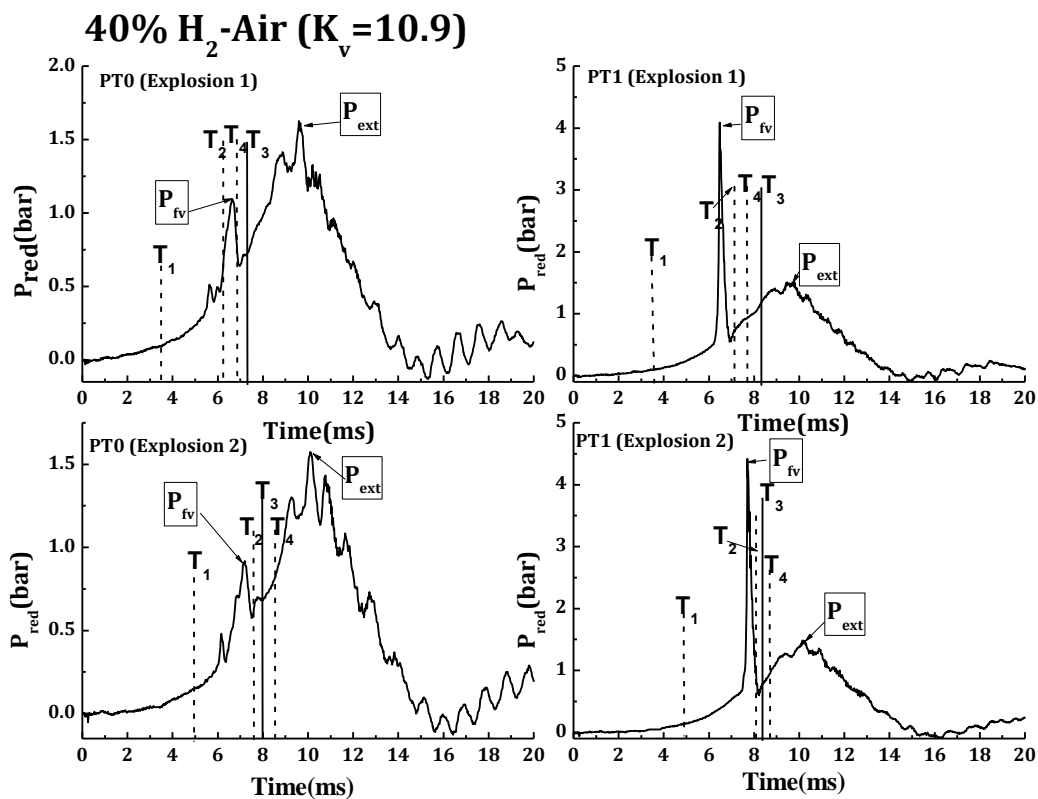 40% H2-Air (Kv=10.9)
PT0 (Explosion 1)
Pred(bar)
2.0
1.5
1.0
0.5
0.0
T1
Pfv
T2
T4
T3
Pext
0 2 4 6 8 10 12 14 16 18 20
Time(ms)
PT1 (Explosion 1)
Pred(bar)
5
4
3
2
1
0
T1
Pfv
T2
T4
T3
Pext
0 2 4 6 8 10 12 14 16 18 20
Time(ms)
PT0 (Explosion 2)
Pred(bar)
1.5
1.0
0.5
0.0
T1
Pfv
T2
T3
T4
Pext
0 2 4 6 8 10 12 14 16 18 20
Time(ms)
PT1 (Explosion 2)
Pred(bar)
5
4
3
2
1
0
T1
Pfv
T2
T3
T4
Pext
0 2 4 6 8 10 12 14 16 18 20
Time(ms)